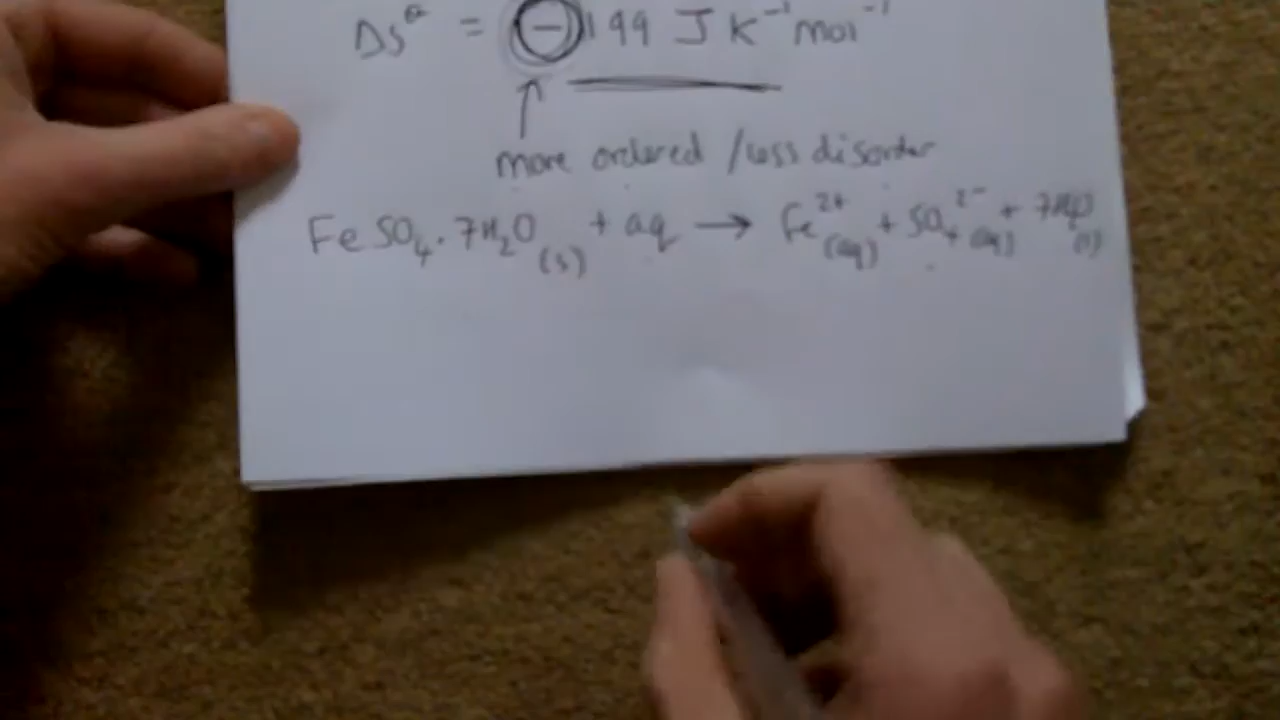 ΔS° = ⊖199 J K⁻¹ mol⁻¹
↑
more ordered / less disorder
FeSO₄.7H₂O(s) + aq → Fe²⁺(aq) + SO₄²⁻(aq) + 7H₂O(l)